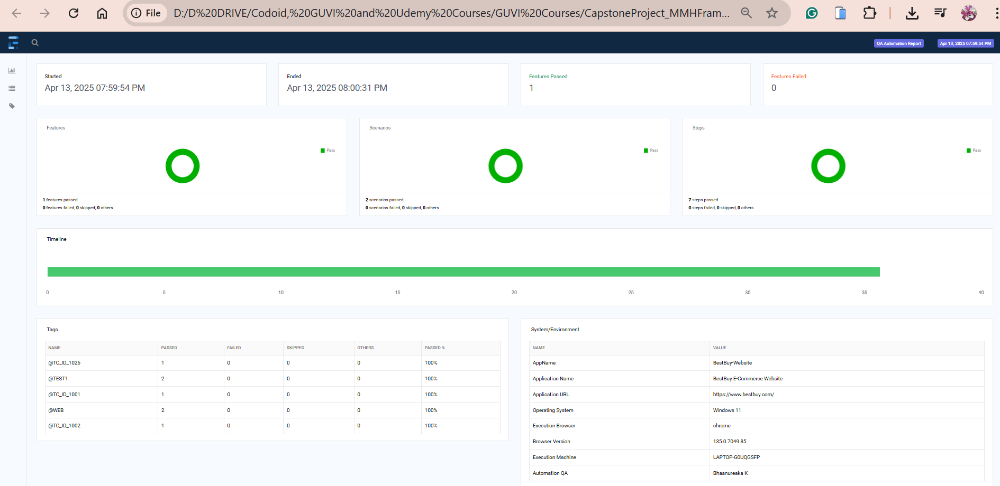 File
D:/D%20DRIVE/Codoid,%20GUVI%20and%20Udemy%20Courses/GUVI%20Courses/CapstoneProject_MMHFram...
QA Automation Report
Apr 13, 2025 07:59:54 PM
Started
Apr 13, 2025 07:59:54 PM
Ended
Apr 13, 2025 08:00:31 PM
Features Passed
1
Features Failed
0
Features
Pass
1 features passed
0 features failed, 0 skipped, 0 others
Scenarios
Pass
2 scenarios passed
0 scenarios failed, 0 skipped, 0 others
Steps
Pass
7 steps passed
0 steps failed, 0 skipped, 0 others
Timeline
0 5 10 15 20 25 30 35 40
Tags
NAME PASSED FAILED SKIPPED OTHERS PASSED %
@TC_ID_1026 1 0 0 0 100%
@TEST1 2 0 0 0 100%
@TC_ID_1001 1 0 0 0 100%
@WEB 2 0 0 0 100%
@TC_ID_1002 1 0 0 0 100%
System/Environment
NAME VALUE
AppName BestBuy-Website
Application Name BestBuy E-Commerce Website
Application URL https://www.bestbuy.com/
Operating System Windows 11
Execution Browser chrome
Browser Version 135.0.7049.85
Execution Machine LAPTOP-G0UQGSFP
Automation QA Bhaanureaka K